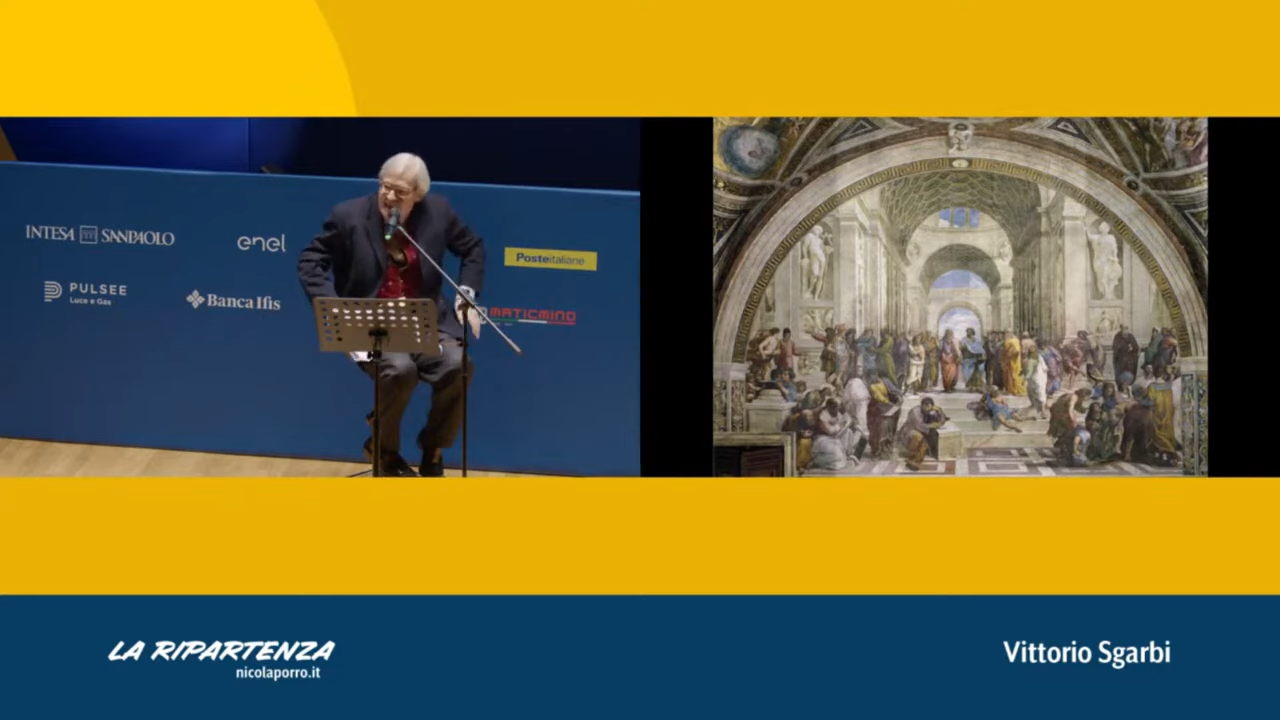 INTESA SANPAOLO
enel
Posteitaliane
PULSEE
Luce e Gas
Banca Ifis
MATICMIND
LA RIPARTENZA
nicolaporro.it
Vittorio Sgarbi